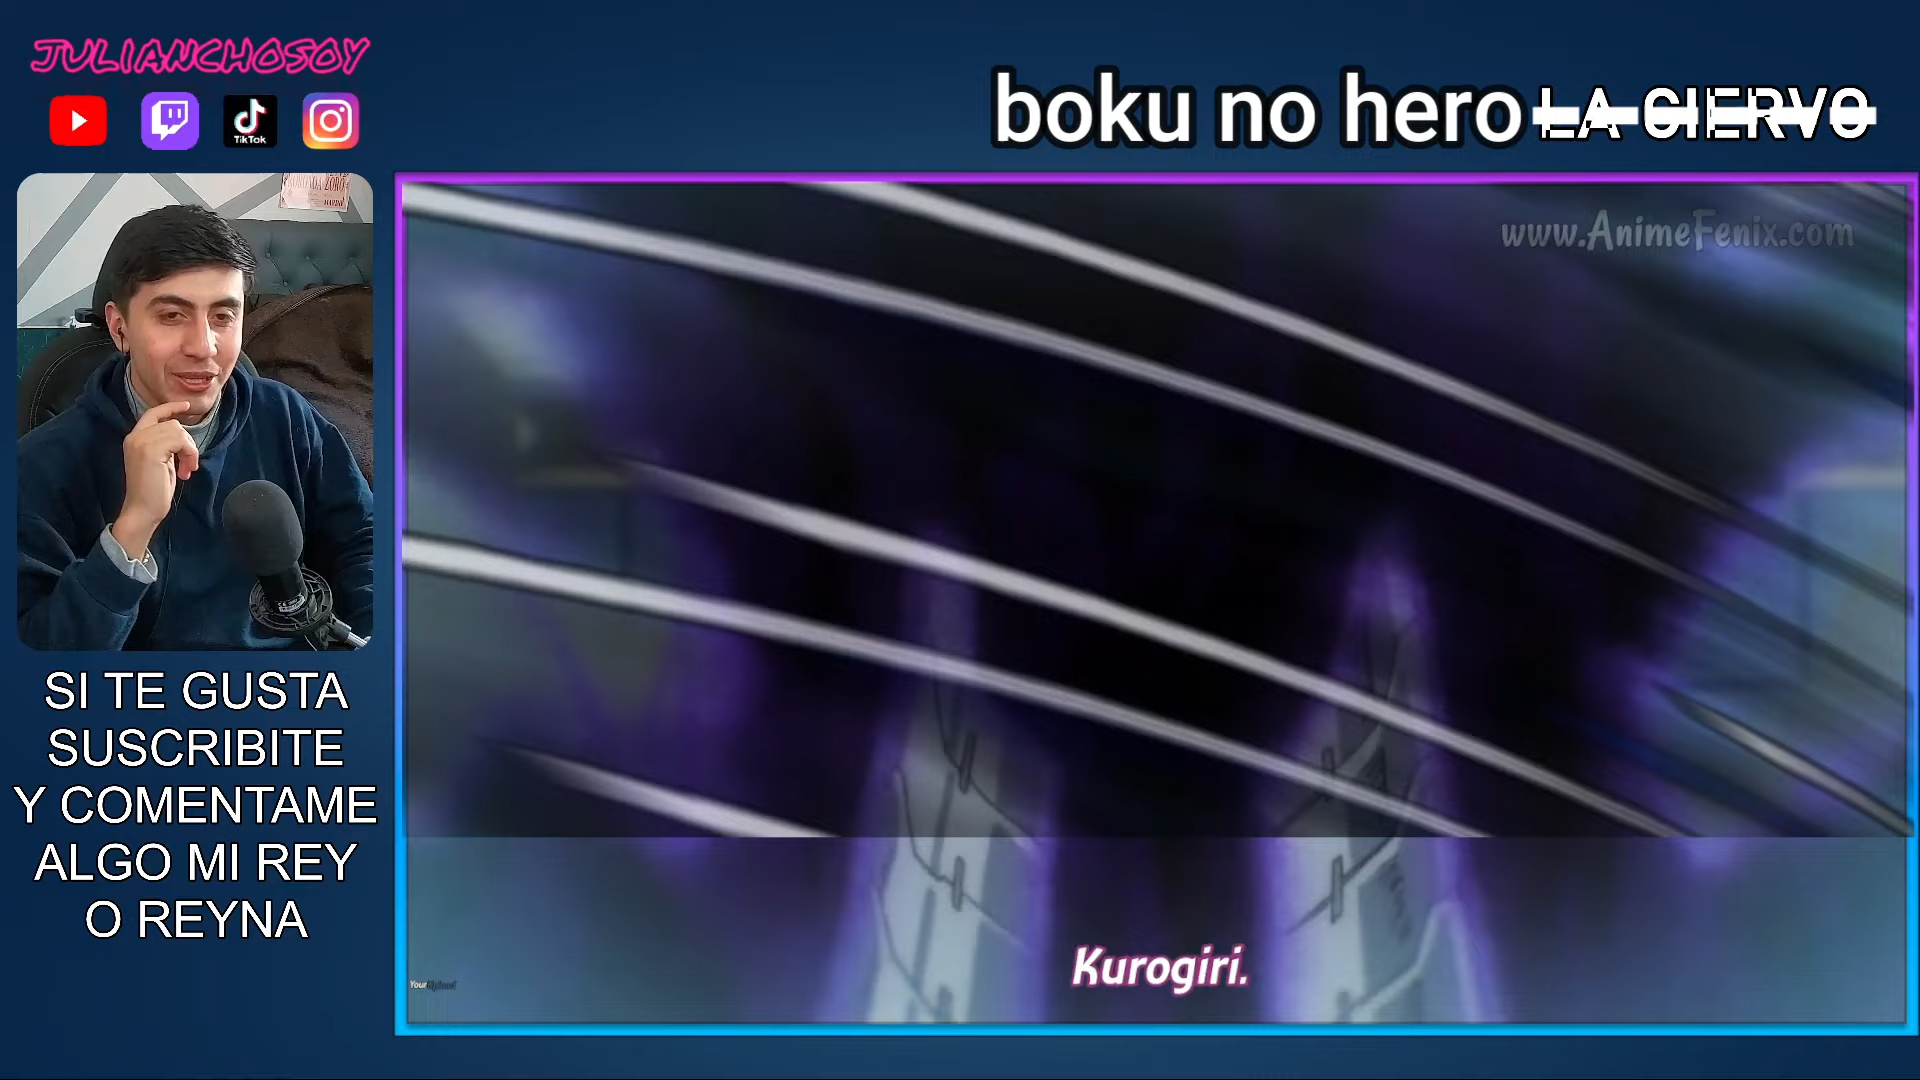 JULIANCHOSOY
TikTok
boku no hero LA CIERVO
www.AnimeFenix.com
SI TE GUSTA
SUSCRIBITE
Y COMENTAME
ALGO MI REY
O REYNA
Kurogiri.